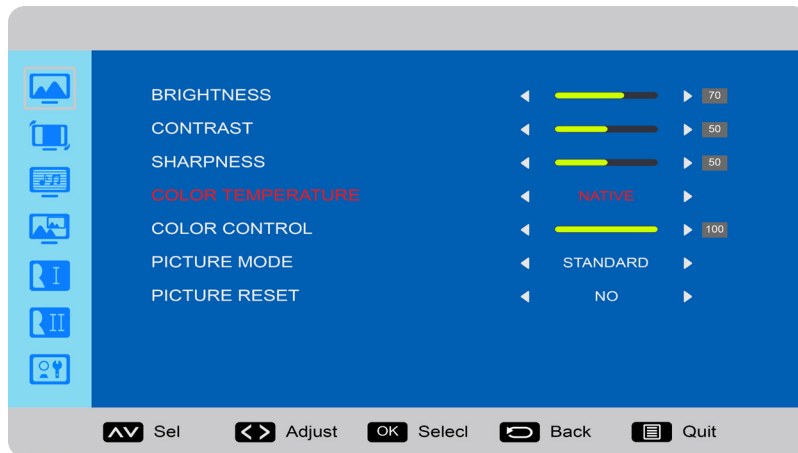 BRIGHTNESS 70
CONTRAST 50
SHARPNESS 50
COLOR TEMPERATURE NATIVE
COLOR CONTROL 100
PICTURE MODE STANDARD
PICTURE RESET NO
I
II
Sel Adjust OK Selecl Back Quit